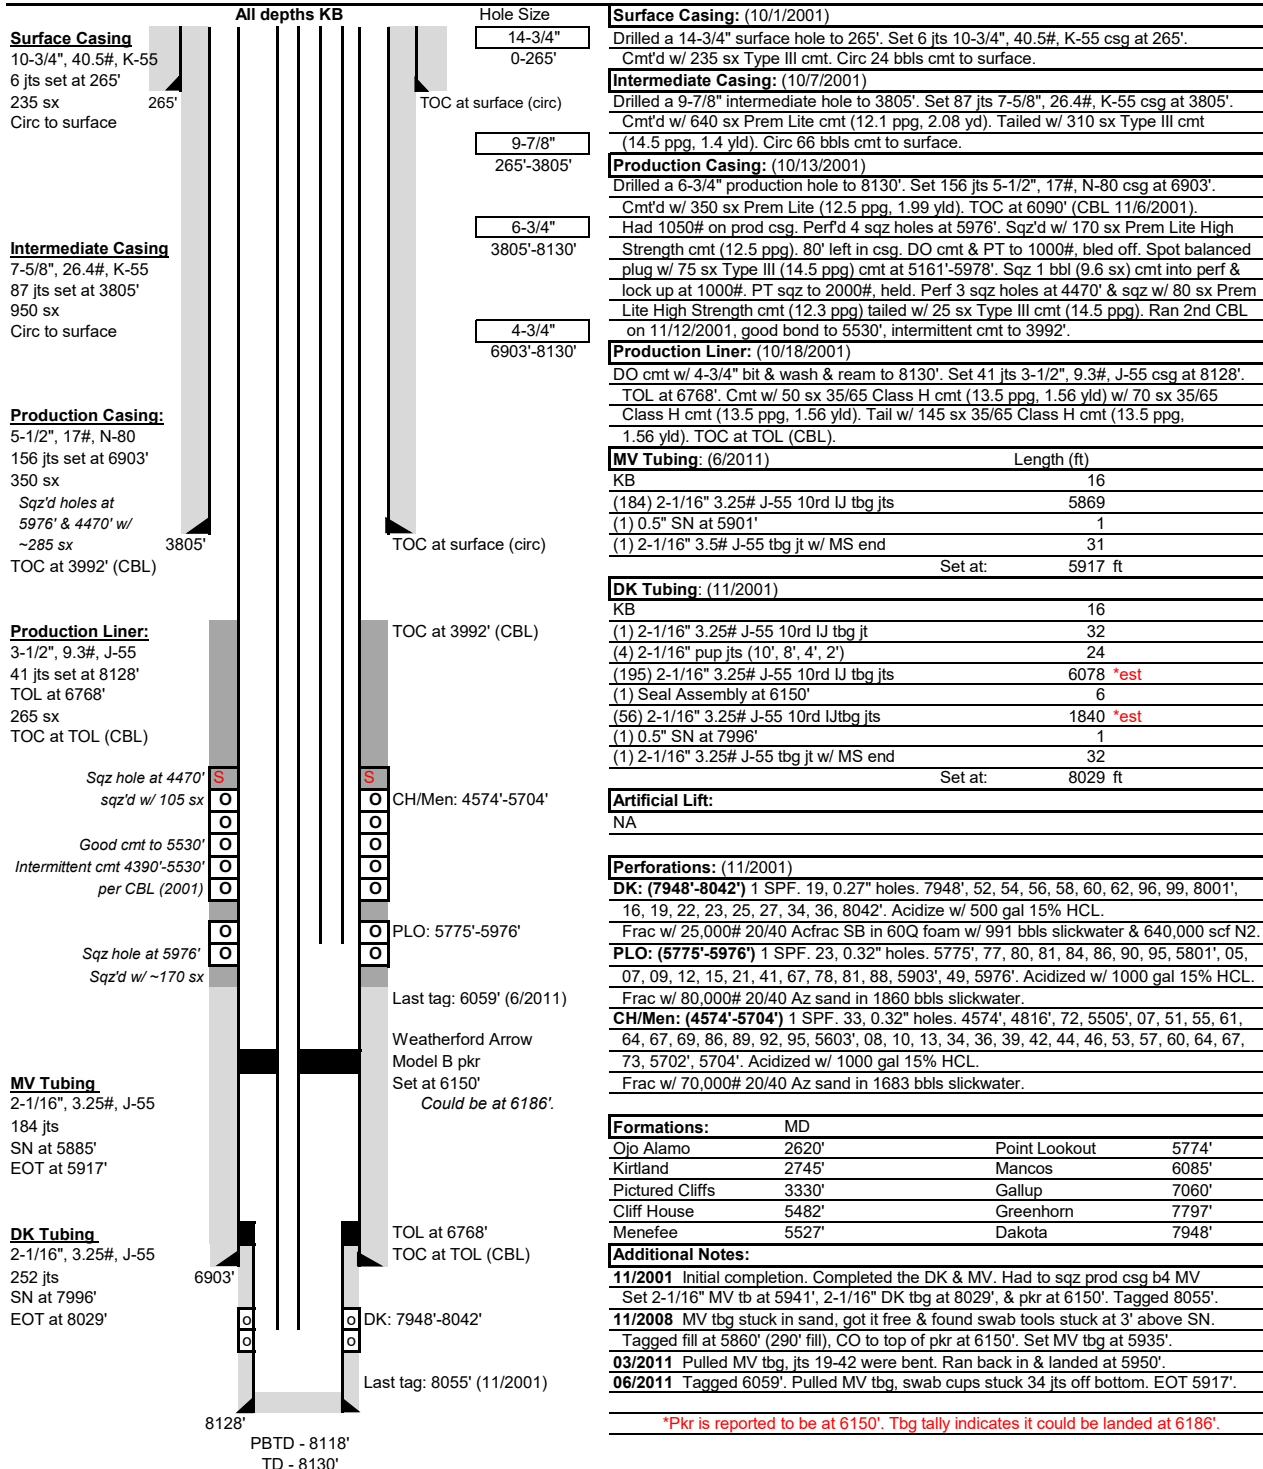 All depths KB
Hole Size
Surface Casing
10-3/4", 40.5#, K-55
6 jts set at 265'
235 sx
Circ to surface
265'
TOC at surface (circ)
14-3/4"
0-265'
9-7/8"
265'-3805'
6-3/4"
3805'-8130'
4-3/4"
6903'-8130'
Intermediate Casing
7-5/8", 26.4#, K-55
87 jts set at 3805'
950 sx
Circ to surface
Production Casing:
5-1/2", 17#, N-80
156 jts set at 6903'
350 sx
Sqz'd holes at
5976' & 4470' w/
~285 sx
TOC at 3992' (CBL)
3805'
TOC at surface (circ)
Production Liner:
3-1/2", 9.3#, J-55
41 jts set at 8128'
TOL at 6768'
265 sx
TOC at TOL (CBL)
TOC at 3992' (CBL)
Sqz hole at 4470'
S
S
sqz'd w/ 105 sx
O
O
CH/Men: 4574'-5704'
O
O
Good cmt to 5530'
O
O
Intermittent cmt 4390'-5530'
O
O
per CBL (2001)
O
O
O
O
PLO: 5775'-5976'
Sqz hole at 5976'
O
O
Sqz'd w/ ~170 sx
Last tag: 6059' (6/2011)
Weatherford Arrow
Model B pkr
Set at 6150'
Could be at 6186'.
MV Tubing
2-1/16", 3.25#, J-55
184 jts
SN at 5885'
EOT at 5917'
DK Tubing
2-1/16", 3.25#, J-55
252 jts
SN at 7996'
EOT at 8029'
TOL at 6768'
TOC at TOL (CBL)
6903'
o
o
DK: 7948'-8042'
o
o
Last tag: 8055' (11/2001)
8128'
PBTD - 8118'
TD - 8130'
Surface Casing: (10/1/2001)
Drilled a 14-3/4" surface hole to 265'. Set 6 jts 10-3/4", 40.5#, K-55 csg at 265'.
Cmt'd w/ 235 sx Type III cmt. Circ 24 bbls cmt to surface.
Intermediate Casing: (10/7/2001)
Drilled a 9-7/8" intermediate hole to 3805'. Set 87 jts 7-5/8", 26.4#, K-55 csg at 3805'.
Cmt'd w/ 640 sx Prem Lite cmt (12.1 ppg, 2.08 yd). Tailed w/ 310 sx Type III cmt
(14.5 ppg, 1.4 yld). Circ 66 bbls cmt to surface.
Production Casing: (10/13/2001)
Drilled a 6-3/4" production hole to 8130'. Set 156 jts 5-1/2", 17#, N-80 csg at 6903'.
Cmt'd w/ 350 sx Prem Lite (12.5 ppg, 1.99 yld). TOC at 6090' (CBL 11/6/2001).
Had 1050# on prod csg. Perf'd 4 sqz holes at 5976'. Sqz'd w/ 170 sx Prem Lite High
Strength cmt (12.5 ppg). 80' left in csg. DO cmt & PT to 1000#, bled off. Spot balanced
plug w/ 75 sx Type III (14.5 ppg) cmt at 5161'-5978'. Sqz 1 bbl (9.6 sx) cmt into perf &
lock up at 1000#. PT sqz to 2000#, held. Perf 3 sqz holes at 4470' & sqz w/ 80 sx Prem
Lite High Strength cmt (12.3 ppg) tailed w/ 25 sx Type III cmt (14.5 ppg). Ran 2nd CBL
on 11/12/2001, good bond to 5530', intermittent cmt to 3992'.
Production Liner: (10/18/2001)
DO cmt w/ 4-3/4" bit & wash & ream to 8130'. Set 41 jts 3-1/2", 9.3#, J-55 csg at 8128'.
TOL at 6768'. Cmt w/ 50 sx 35/65 Class H cmt (13.5 ppg, 1.56 yld) w/ 70 sx 35/65
Class H cmt (13.5 ppg, 1.56 yld). Tail w/ 145 sx 35/65 Class H cmt (13.5 ppg,
1.56 yld). TOC at TOL (CBL).
MV Tubing: (6/2011) Length (ft)
KB 16
(184) 2-1/16" 3.25# J-55 10rd IJ tbg jts 5869
(1) 0.5" SN at 5901' 1
(1) 2-1/16" 3.5# J-55 tbg jt w/ MS end 31
Set at: 5917 ft
DK Tubing: (11/2001)
KB 16
(1) 2-1/16" 3.25# J-55 10rd IJ tbg jt 32
(4) 2-1/16" pup jts (10', 8', 4', 2') 24
(195) 2-1/16" 3.25# J-55 10rd IJ tbg jts 6078 *est
(1) Seal Assembly at 6150' 6
(56) 2-1/16" 3.25# J-55 10rd IJtbg jts 1840 *est
(1) 0.5" SN at 7996' 1
(1) 2-1/16" 3.25# J-55 tbg jt w/ MS end 32
Set at: 8029 ft
Artificial Lift:
NA
Perforations: (11/2001)
DK: (7948'-8042') 1 SPF. 19, 0.27" holes. 7948', 52, 54, 56, 58, 60, 62, 96, 99, 8001',
16, 19, 22, 23, 25, 27, 34, 36, 8042'. Acidize w/ 500 gal 15% HCL.
Frac w/ 25,000# 20/40 Acfrac SB in 60Q foam w/ 991 bbls slickwater & 640,000 scf N2.
PLO: (5775'-5976') 1 SPF. 23, 0.32" holes. 5775', 77, 80, 81, 84, 86, 90, 95, 5801', 05,
07, 09, 12, 15, 21, 41, 67, 78, 81, 88, 5903', 49, 5976'. Acidized w/ 1000 gal 15% HCL.
Frac w/ 80,000# 20/40 Az sand in 1860 bbls slickwater.
CH/Men: (4574'-5704') 1 SPF. 33, 0.32" holes. 4574', 4816', 72, 5505', 07, 51, 55, 61,
64, 67, 69, 86, 89, 92, 95, 5603', 08, 10, 13, 34, 36, 39, 42, 44, 46, 53, 57, 60, 64, 67,
73, 5702', 5704'. Acidized w/ 1000 gal 15% HCL.
Frac w/ 70,000# 20/40 Az sand in 1683 bbls slickwater.
Formations: MD
Ojo Alamo 2620' Point Lookout 5774'
Kirtland 2745' Mancos 6085'
Pictured Cliffs 3330' Gallup 7060'
Cliff House 5482' Greenhorn 7797'
Menefee 5527' Dakota 7948'
Additional Notes:
11/2001 Initial completion. Completed the DK & MV. Had to sqz prod csg b4 MV
Set 2-1/16" MV tb at 5941', 2-1/16" DK tbg at 8029', & pkr at 6150'. Tagged 8055'.
11/2008 MV tbg stuck in sand, got it free & found swab tools stuck at 3' above SN.
Tagged fill at 5860' (290' fill), CO to top of pkr at 6150'. Set MV tbg at 5935'.
03/2011 Pulled MV tbg, jts 19-42 were bent. Ran back in & landed at 5950'.
06/2011 Tagged 6059'. Pulled MV tbg, swab cups stuck 34 jts off bottom. EOT 5917'.
*Pkr is reported to be at 6150'. Tbg tally indicates it could be landed at 6186'.